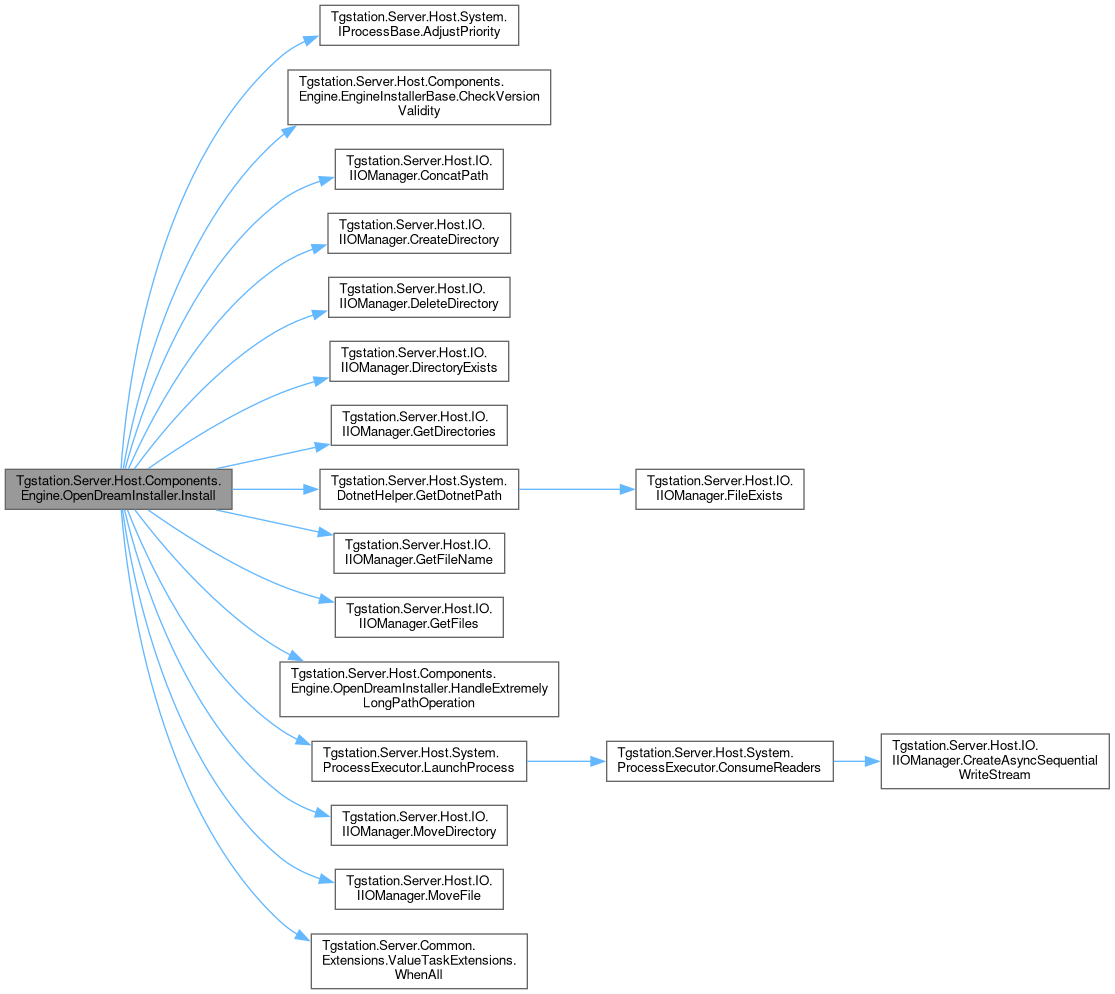 Tgstation.Server.Host.System.
IProcessBase.AdjustPriority
Tgstation.Server.Host.Components.
Engine.EngineInstallerBase.CheckVersion
Validity
Tgstation.Server.Host.IO.
IIOManager.ConcatPath
Tgstation.Server.Host.IO.
IIOManager.CreateDirectory
Tgstation.Server.Host.IO.
IIOManager.DeleteDirectory
Tgstation.Server.Host.IO.
IIOManager.DirectoryExists
Tgstation.Server.Host.IO.
IIOManager.GetDirectories
Tgstation.Server.Host.Components.
Engine.OpenDreamInstaller.Install
Tgstation.Server.Host.System.
DotnetHelper.GetDotnetPath
Tgstation.Server.Host.IO.
IIOManager.FileExists
Tgstation.Server.Host.IO.
IIOManager.GetFileName
Tgstation.Server.Host.IO.
IIOManager.GetFiles
Tgstation.Server.Host.Components.
Engine.OpenDreamInstaller.HandleExtremely
LongPathOperation
Tgstation.Server.Host.System.
ProcessExecutor.LaunchProcess
Tgstation.Server.Host.System.
ProcessExecutor.ConsumeReaders
Tgstation.Server.Host.IO.
IIOManager.CreateAsyncSequential
WriteStream
Tgstation.Server.Host.IO.
IIOManager.MoveDirectory
Tgstation.Server.Host.IO.
IIOManager.MoveFile
Tgstation.Server.Common.
Extensions.ValueTaskExtensions.
WhenAll